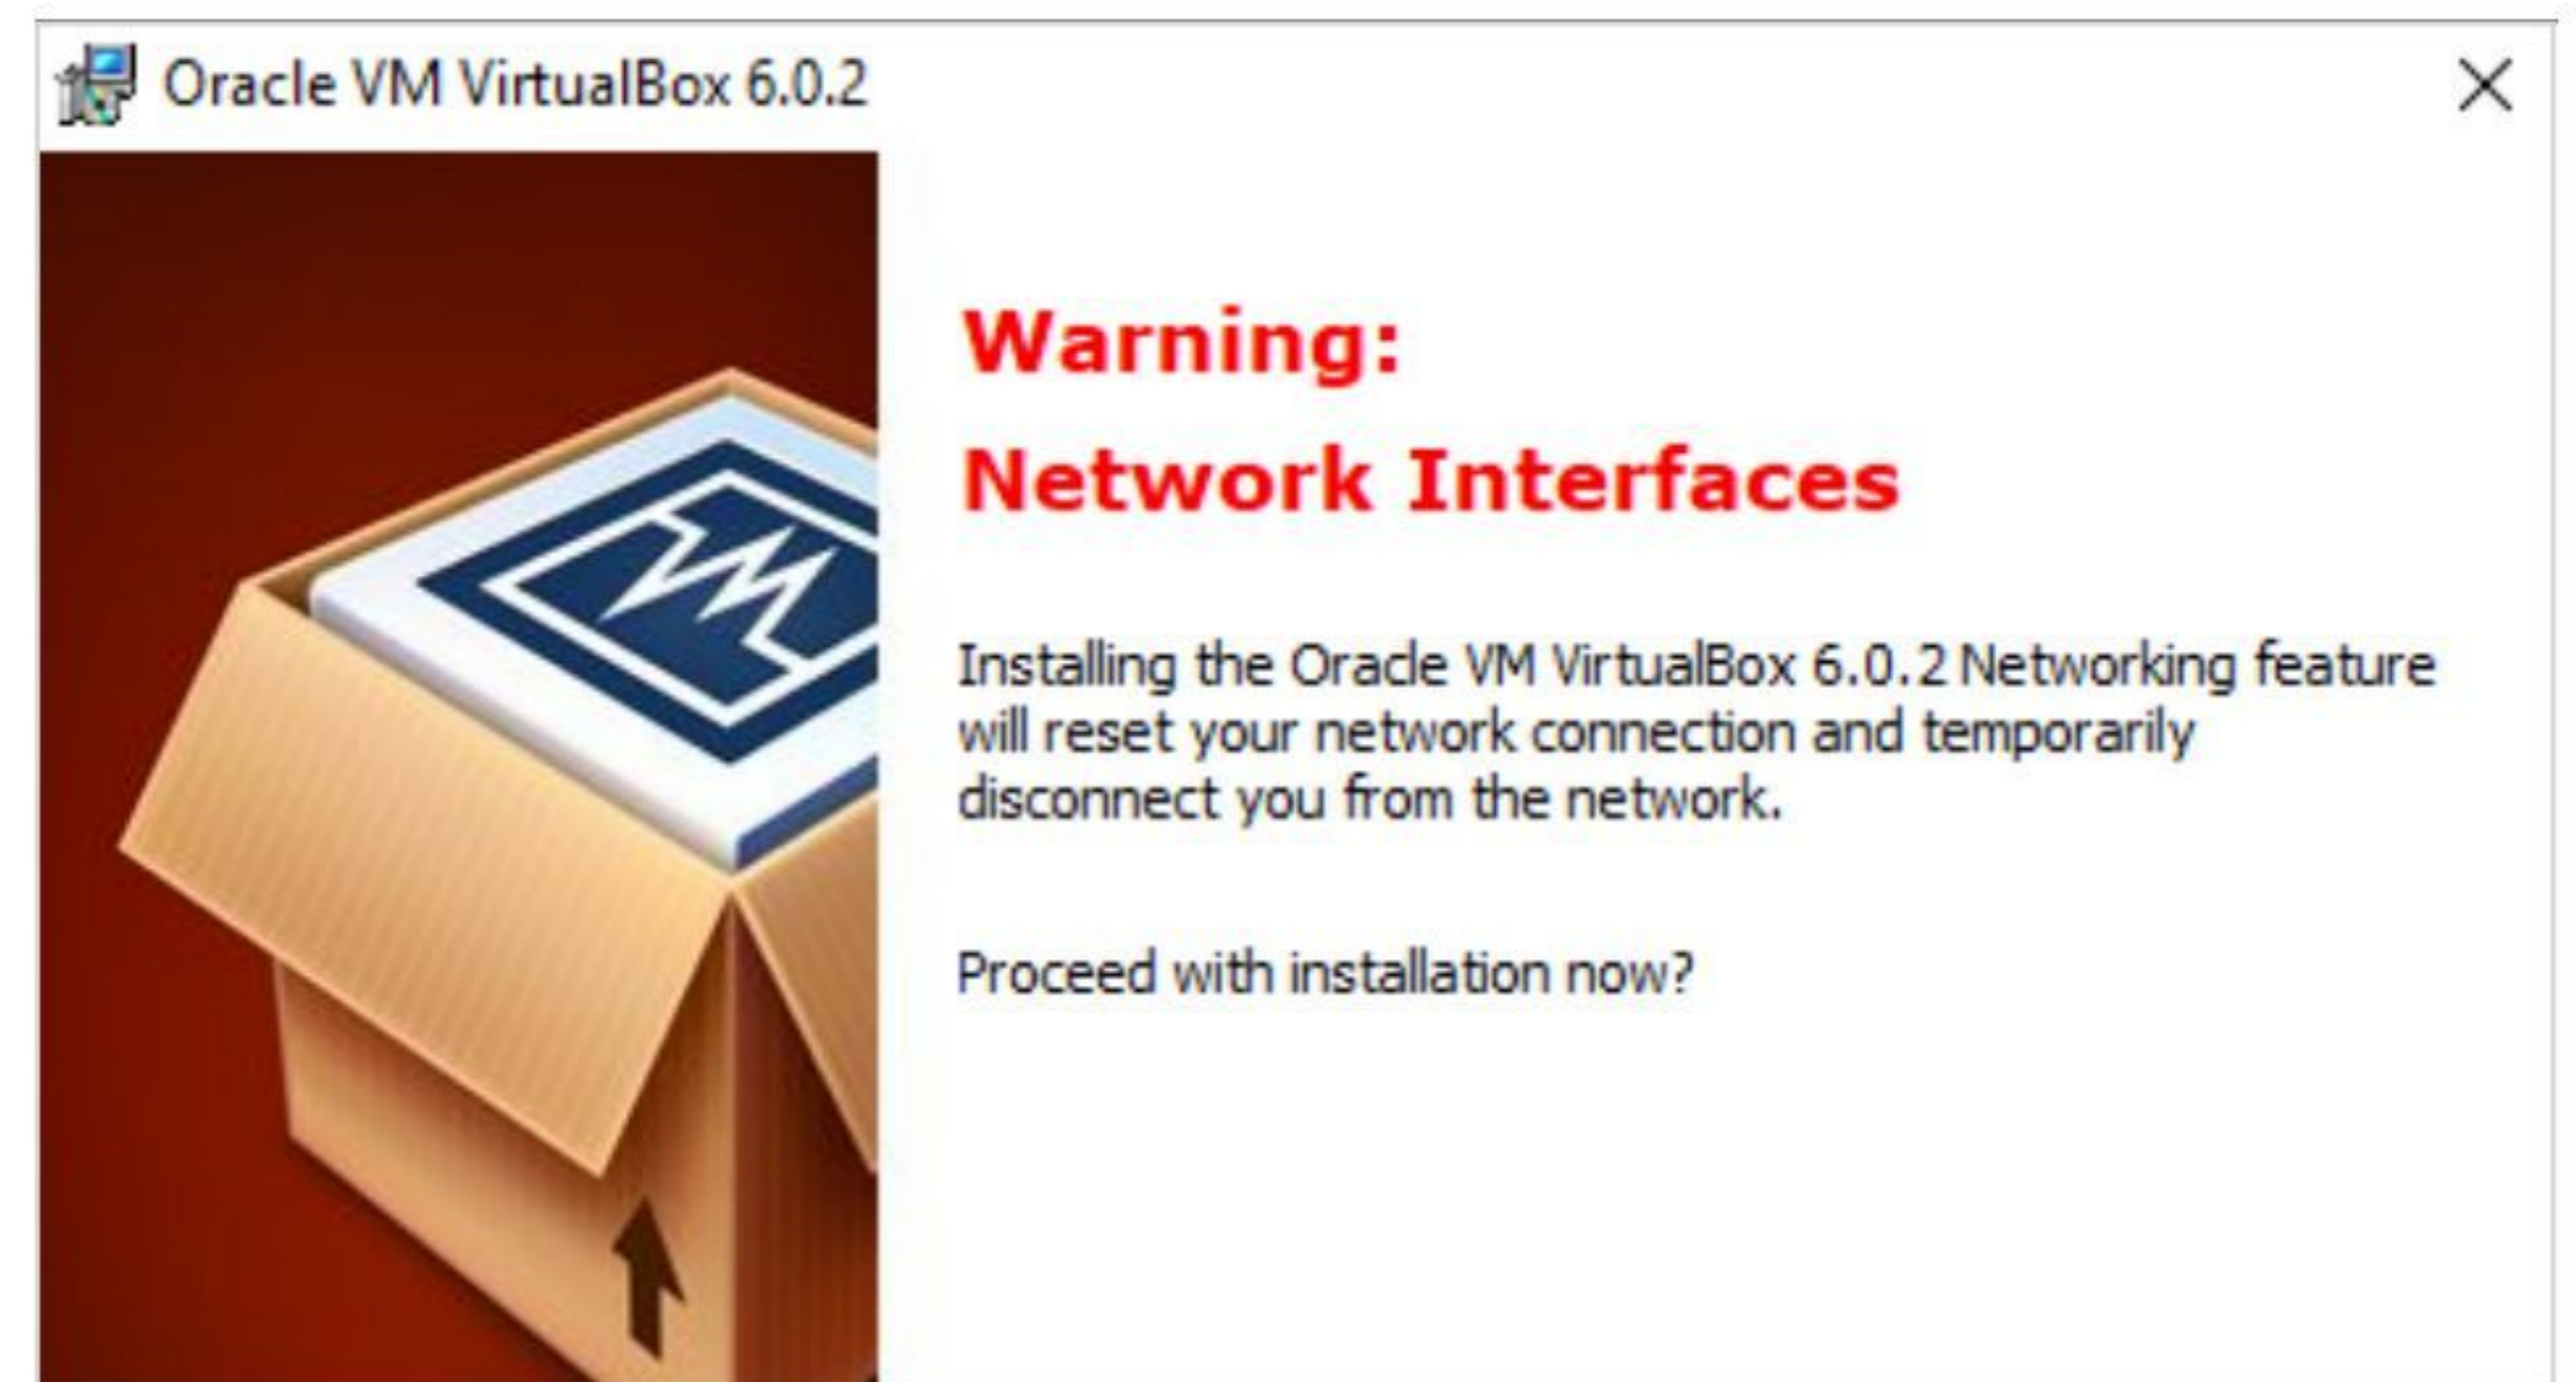 Oracle VM VirtualBox 6.0.2
Warning:
Network Interfaces
Installing the Oracle VM VirtualBox 6.0.2 Networking feature
will reset your network connection and temporarily
disconnect you from the network.
Proceed with installation now?